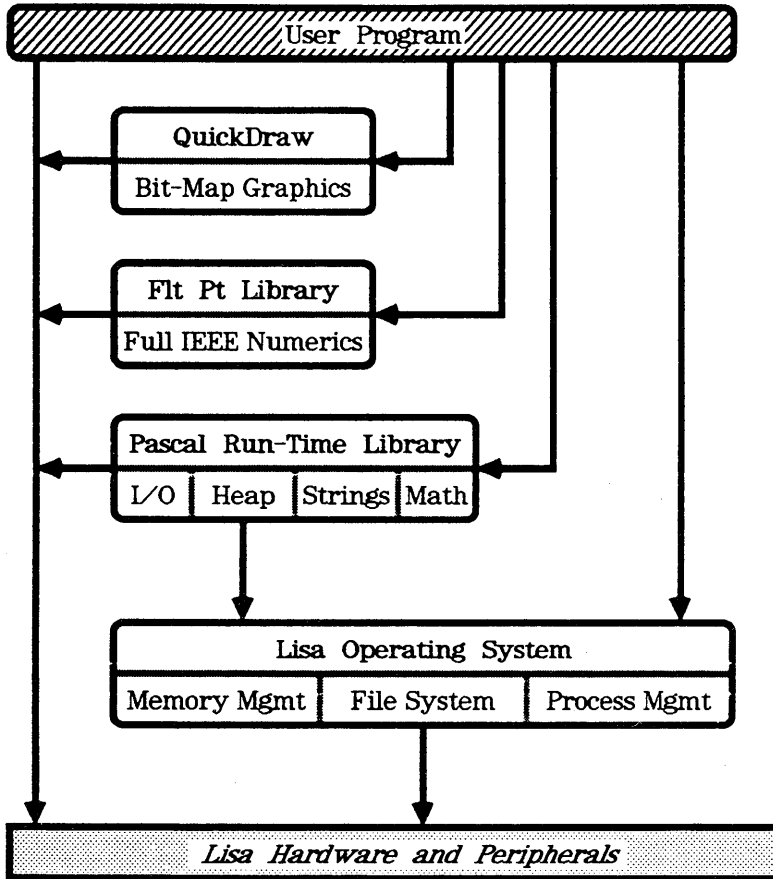 User Program
QuickDraw
Bit-Map Graphics
Flt Pt Library
Full IEEE Numerics
Pascal Run-Time Library
I/O Heap Strings Math
Lisa Operating System
Memory Mgmt File System Process Mgmt
Lisa Hardware and Peripherals